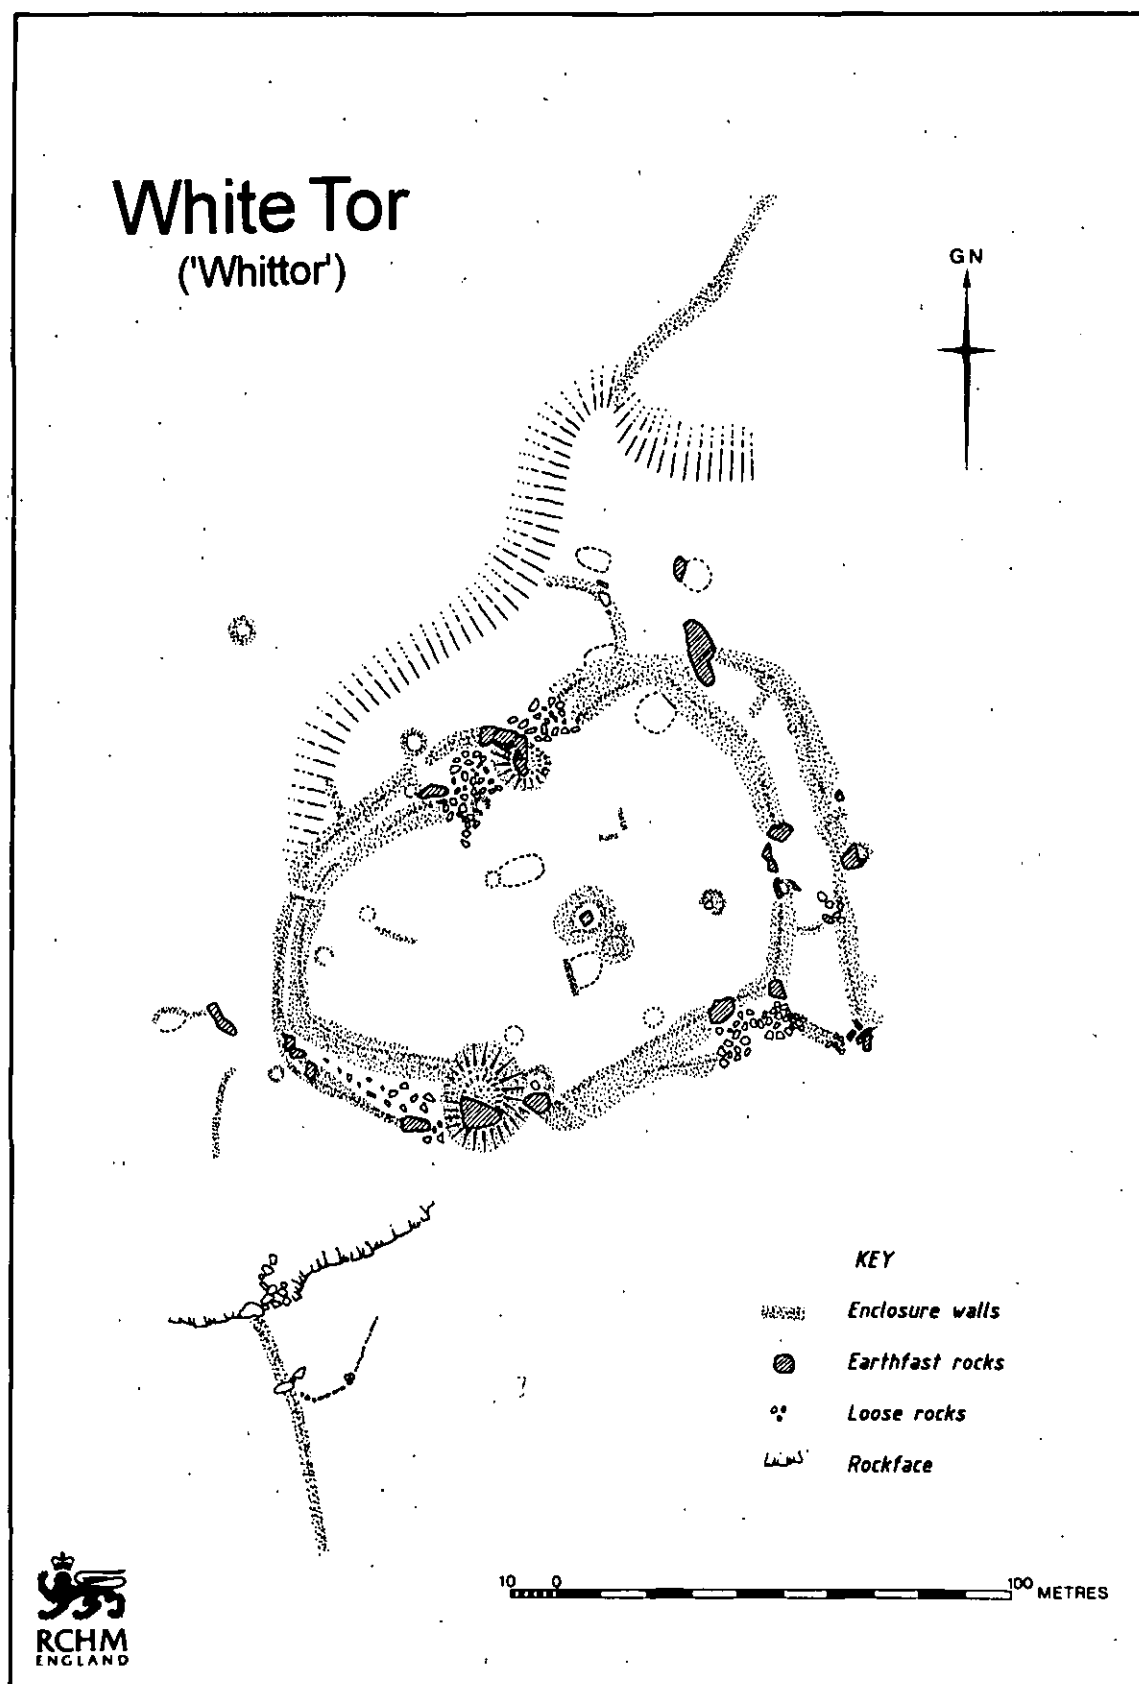 White Tor
('Whittor')
GN
KEY
Enclosure walls
Earthfast rocks
Loose rocks
Rockface
10 0 100 METRES
RCHM
ENGLAND